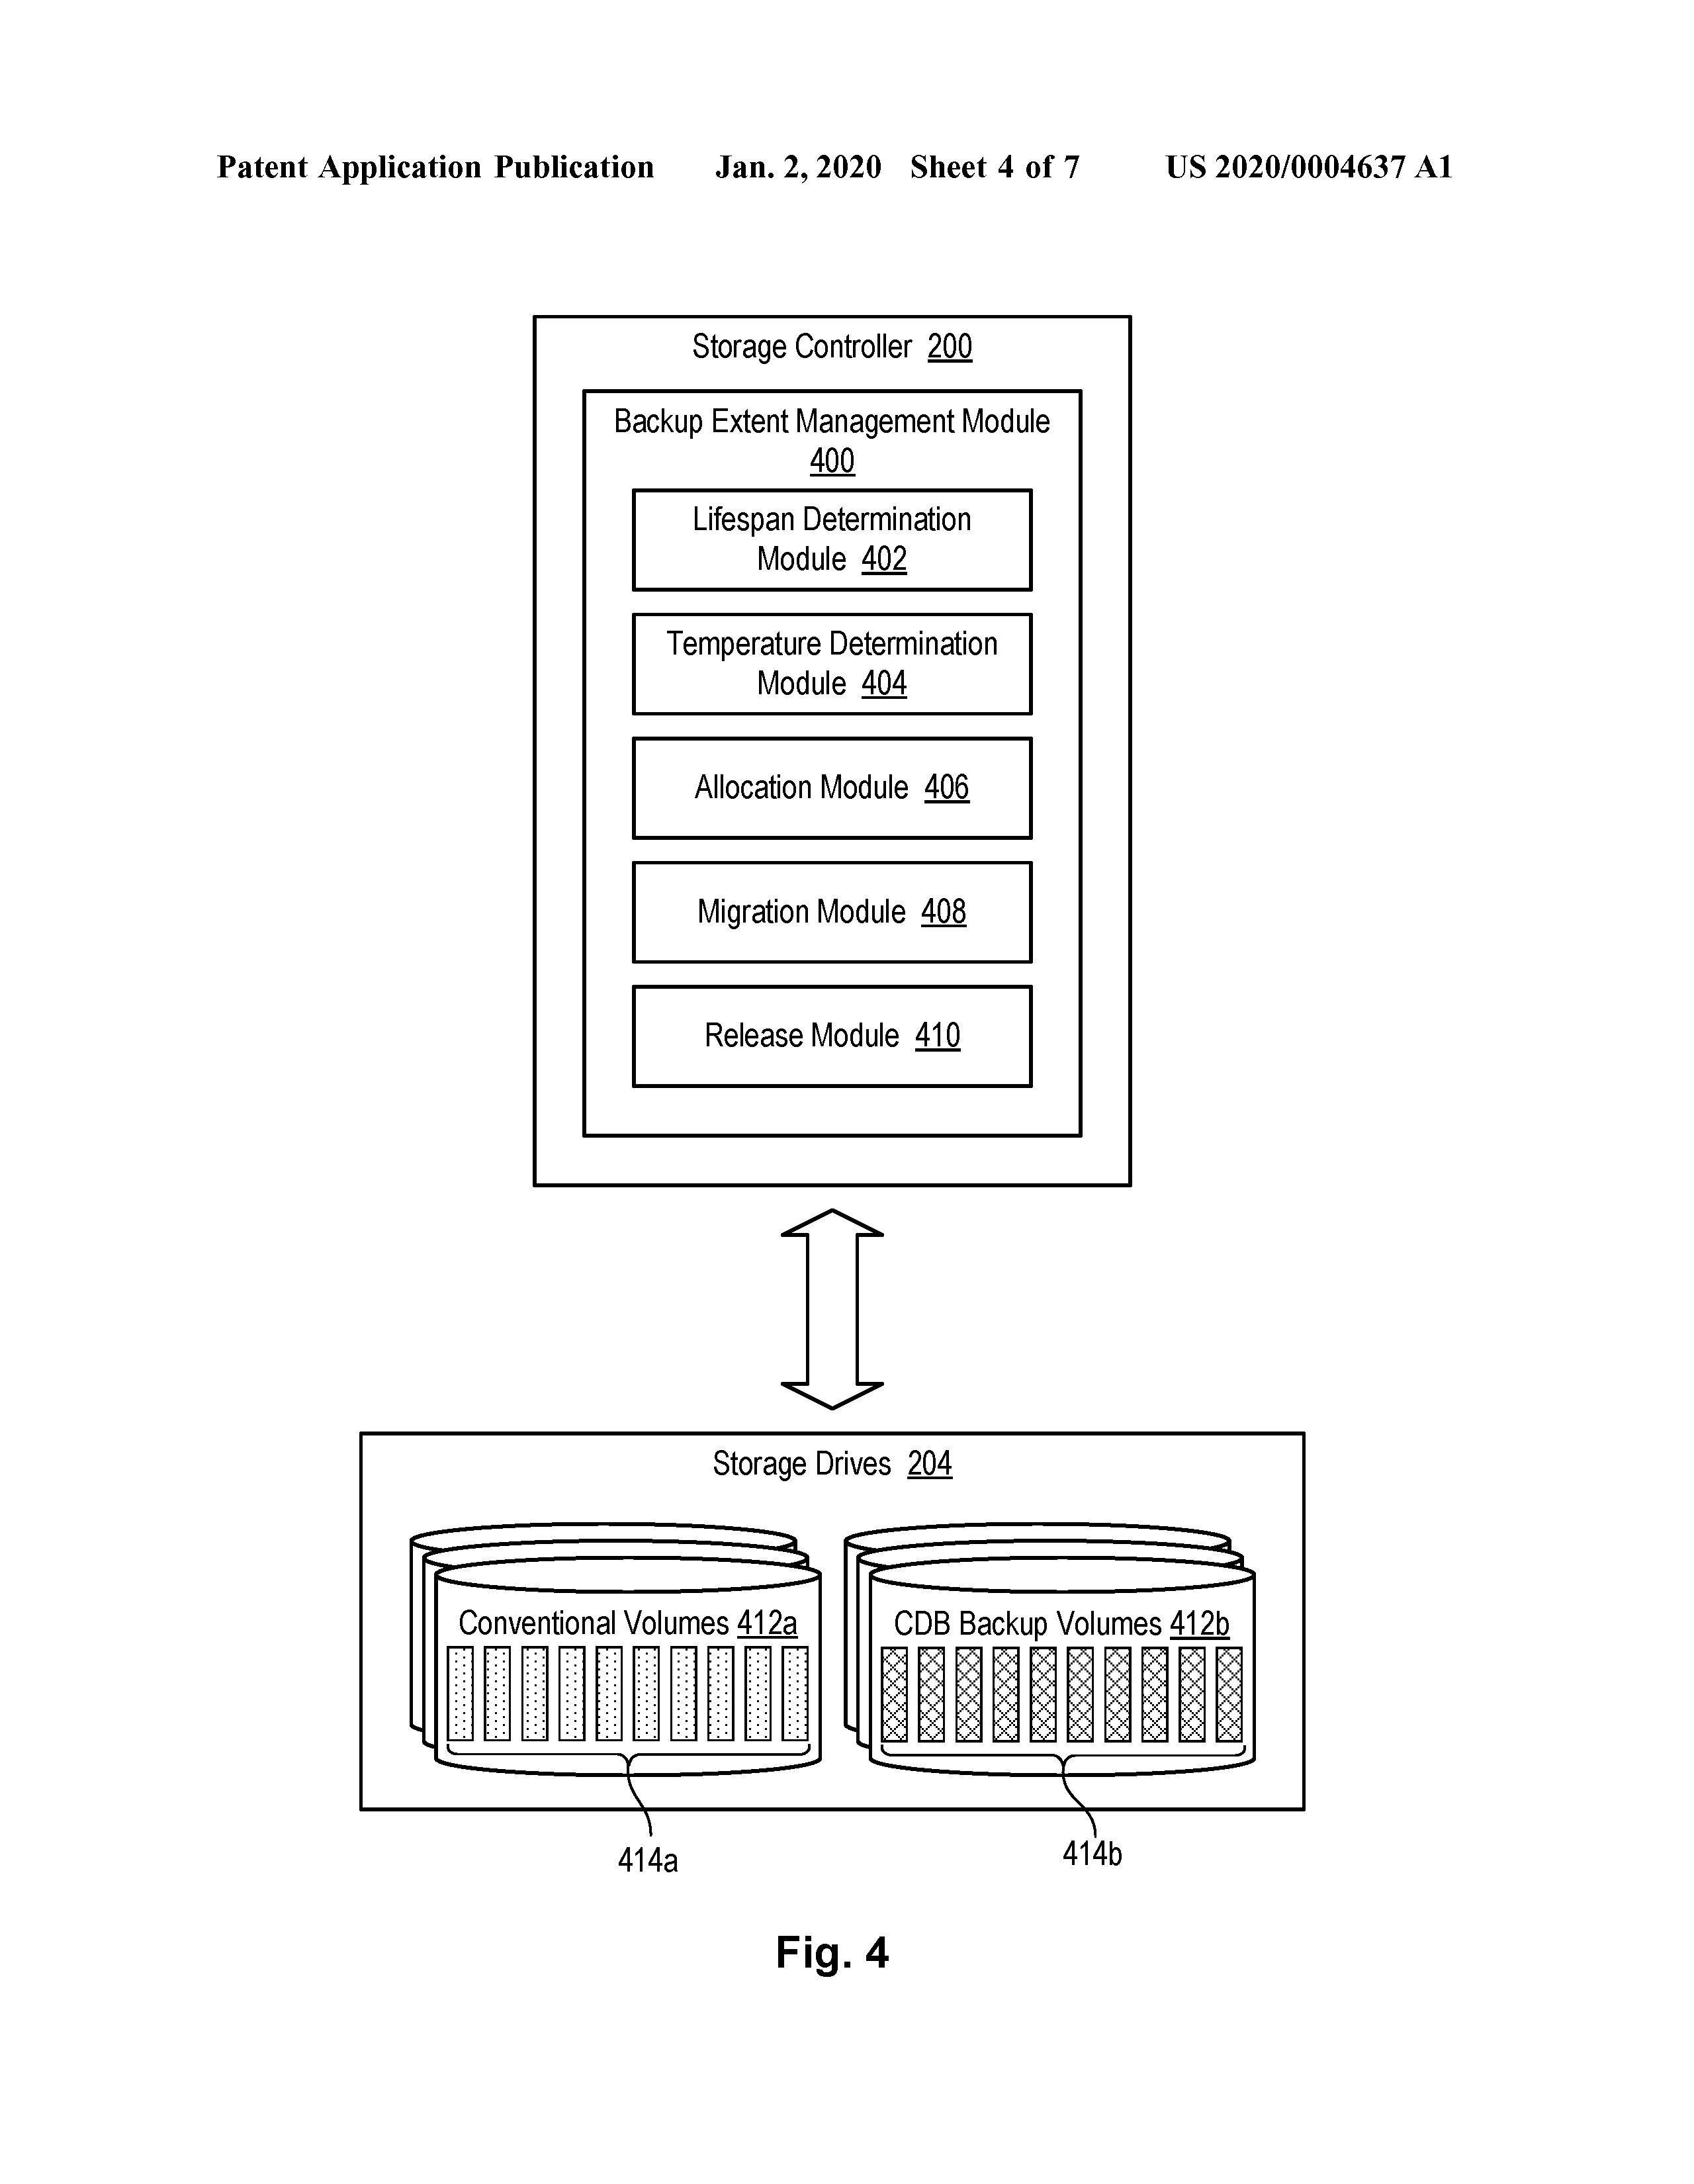 Patent Application Publication Jan. 2, 2020 Sheet 4 of 7 US 2020/0004637 A1
Storage Controller 200
Backup Extent Management Module
400
Lifespan Determination
Module 402
Temperature Determination
Module 404
Allocation Module 406
Migration Module 408
Release Module 410
Storage Drives 204
Conventional Volumes 412a
CDB Backup Volumes 412b
414a
414b
Fig. 4